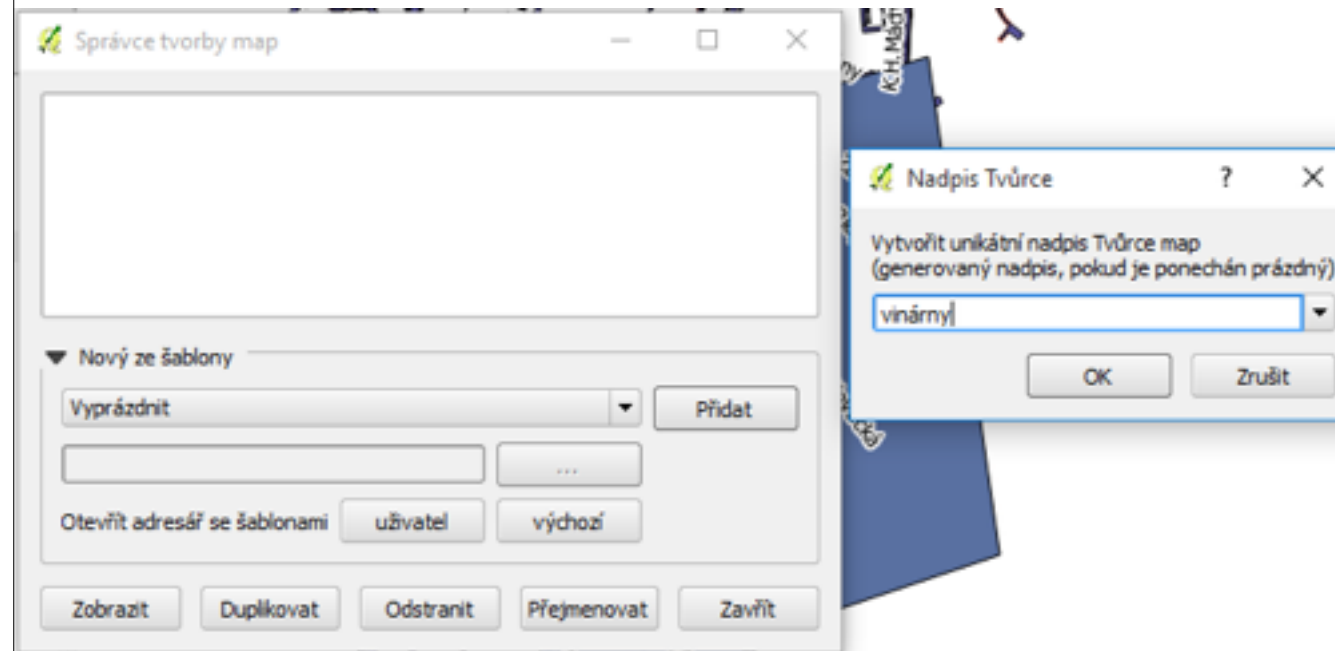 Správce tvorby map
Nový ze šablony
Vyprázdnit
Přidat
...
Otevřít adresář se šablonami
uživatel
výchozí
Zobrazit
Duplikovat
Odstranit
Přejmenovat
Zavřít
K.H.Mách
Nadpis Tvůrce
?
Vytvořit unikátní nadpis Tvůrce map
(generovaný nadpis, pokud je ponechán prázdný)
vinárny
OK
Zrušit